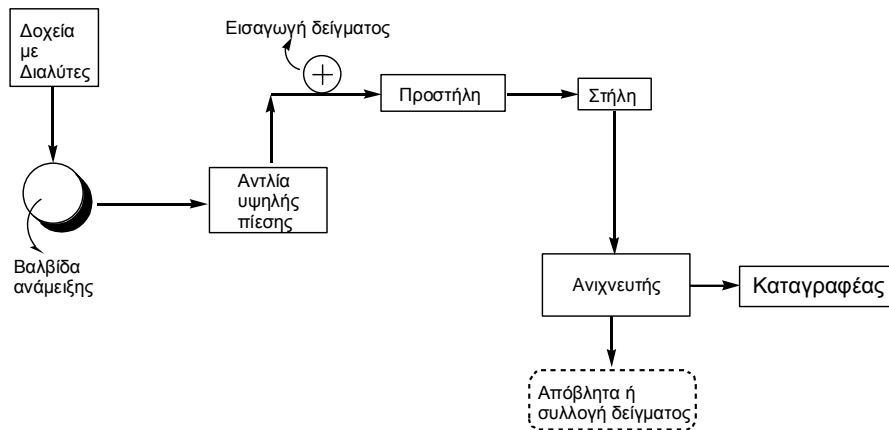 Δοχεία
με
Διαλύτες
Εισαγωγή δείγματος
Προστήλη
Στήλη
Αντλία
υψηλής
πίεσης
Βαλβίδα
ανάμειξης
Ανιχνευτής
Καταγραφέας
Απόβλητα ή
συλλογή δείγματος